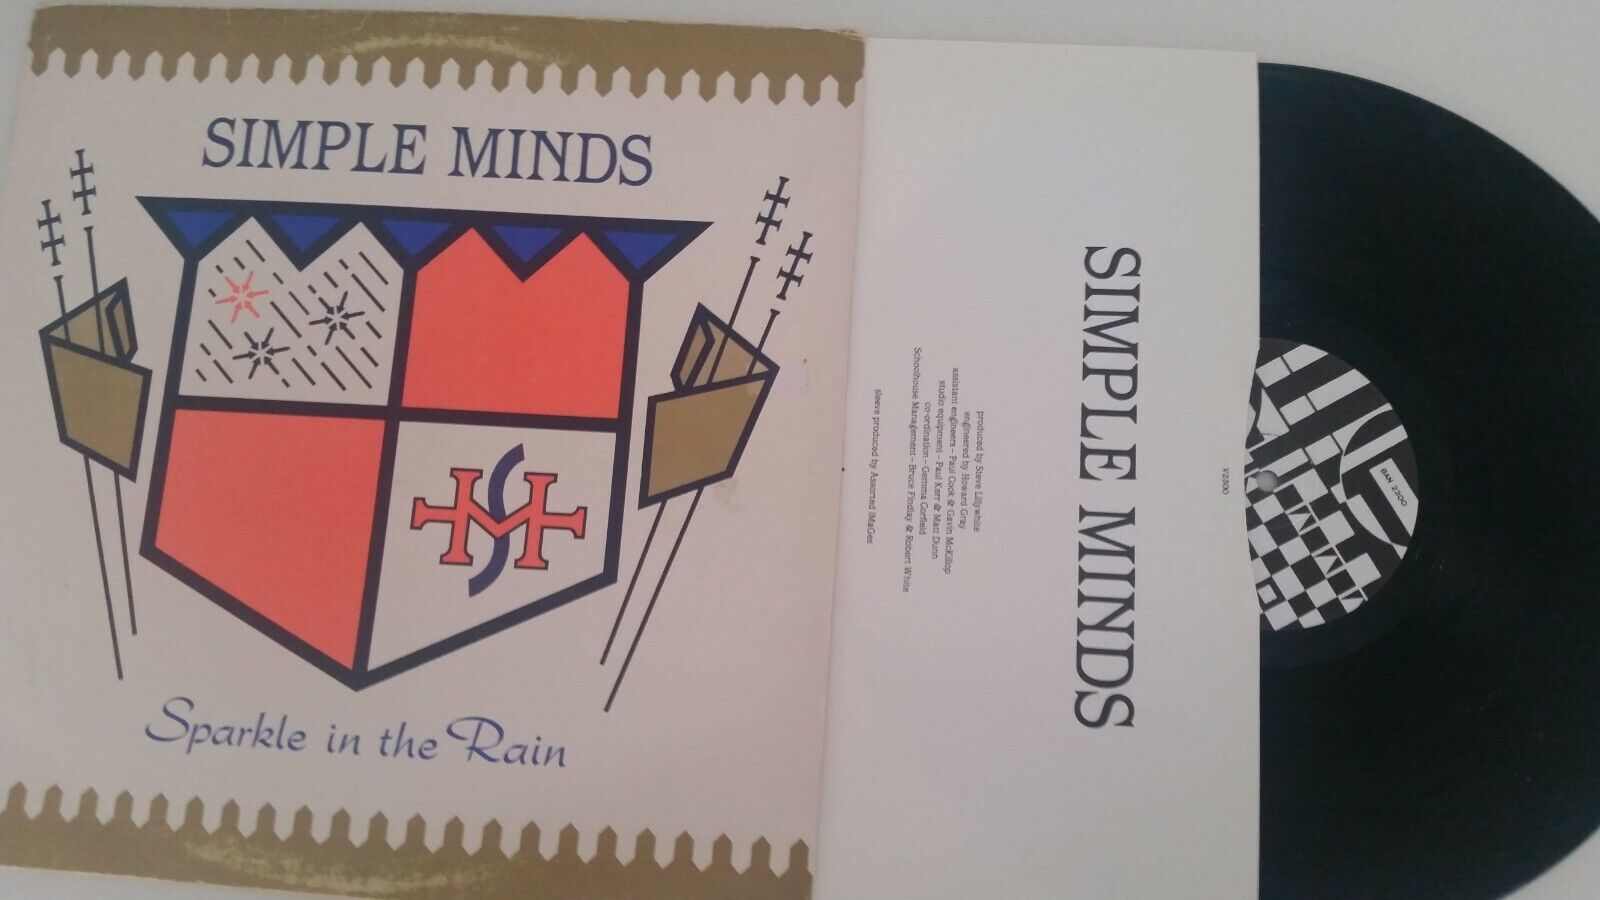 SIMPLE MINDS
Sparkle in the Rain
SIMPLE MINDS
produced by Steve Lillywhite
engineered by Howard Gray
assistant engineers – Paul Cook & Gavin McKillop
studio equipment – Paul Kerr & Matt Dunn
co-ordination – Gemma Corfield
Schoolhouse Management – Bruce Findlay & Robert White
sleeve produced by Assorted iMaGes
V2300
BAN 2300